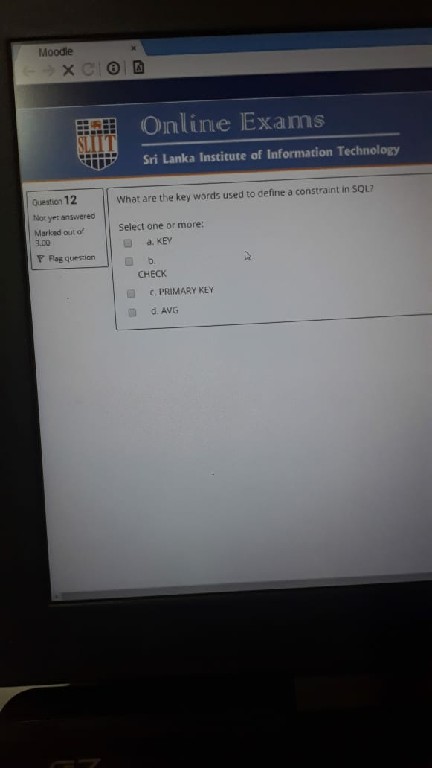 Moodle
SLIIT
Online Exams
Sri Lanka Institute of Information Technology
Question 12
Not yet answered
Marked out of
3.00
Flag question
What are the key words used to define a constraint in SQL?
Select one or more:
a. KEY
b.
CHECK
c. PRIMARY KEY
d. AVG